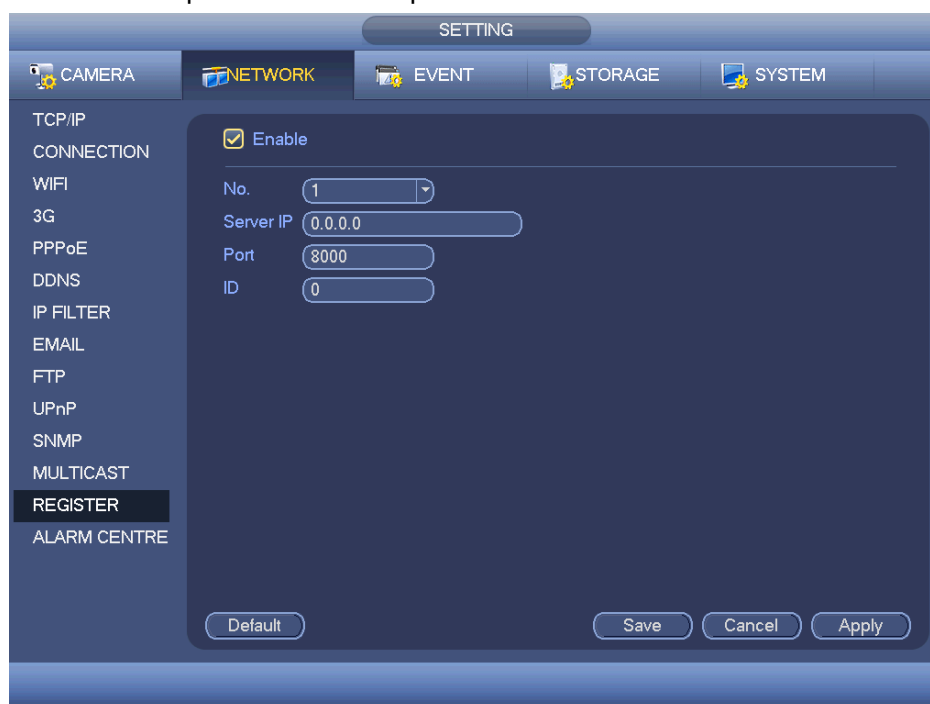 SETTING
CAMERA NETWORK EVENT STORAGE SYSTEM
TCP/IP
CONNECTION
WIFI
3G
PPPoE
DDNS
IP FILTER
EMAIL
FTP
UPnP
SNMP
MULTICAST
REGISTER
ALARM CENTRE
Enable
No. 1
Server IP 0.0.0.0
Port 8000
ID 0
Default Save Cancel Apply